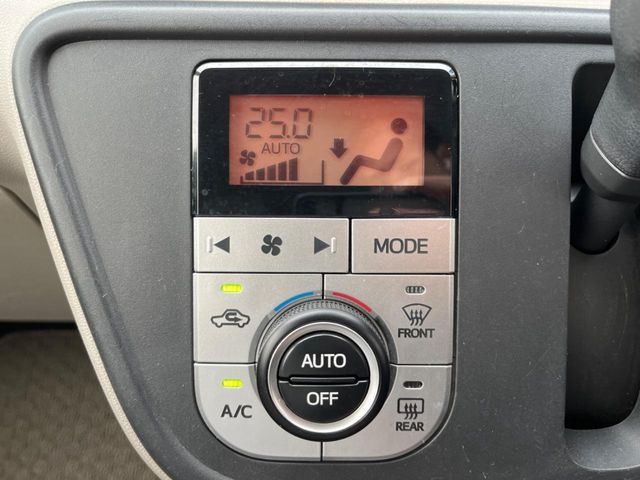 25.0
AUTO
MODE
FRONT
AUTO
OFF
A/C
REAR